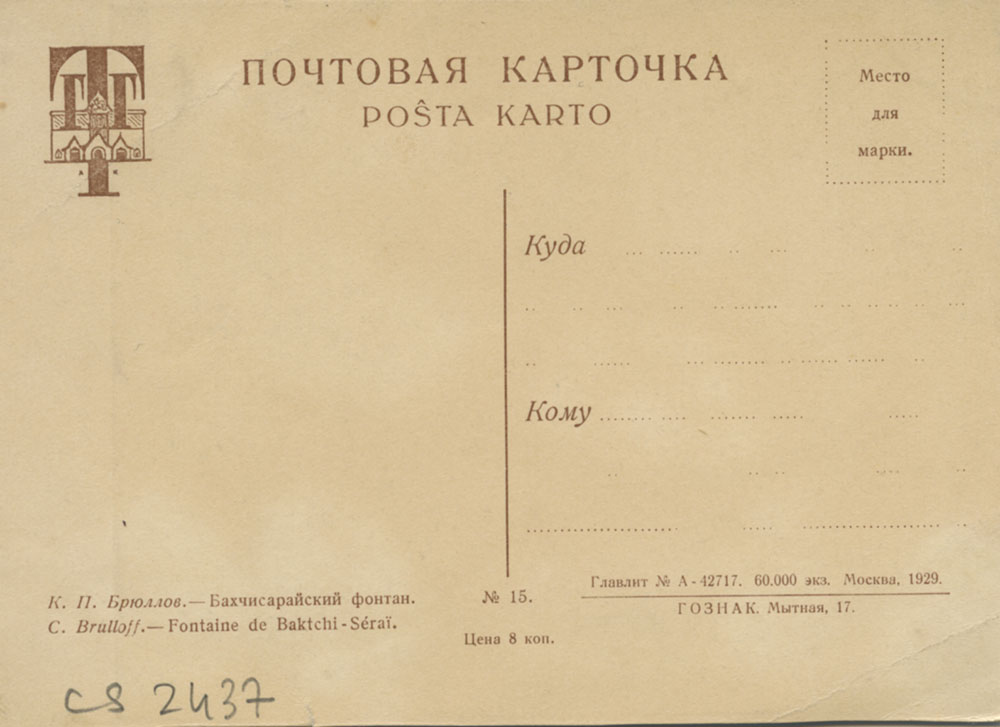 ПОЧТОВАЯ КАРТОЧКА
POŜTA KARTO
Место
для
марки.
А К
Куда
Кому
К. П. Брюллов.— Бахчисарайский фонтан.
C. Brulloff.— Fontaine de Baktchi-Séraï.
№ 15.
Цена 8 коп.
Главлит № А-42717. 60.000 экз. Москва, 1929.
ГОЗНАК. Мытная, 17.
CS 2437